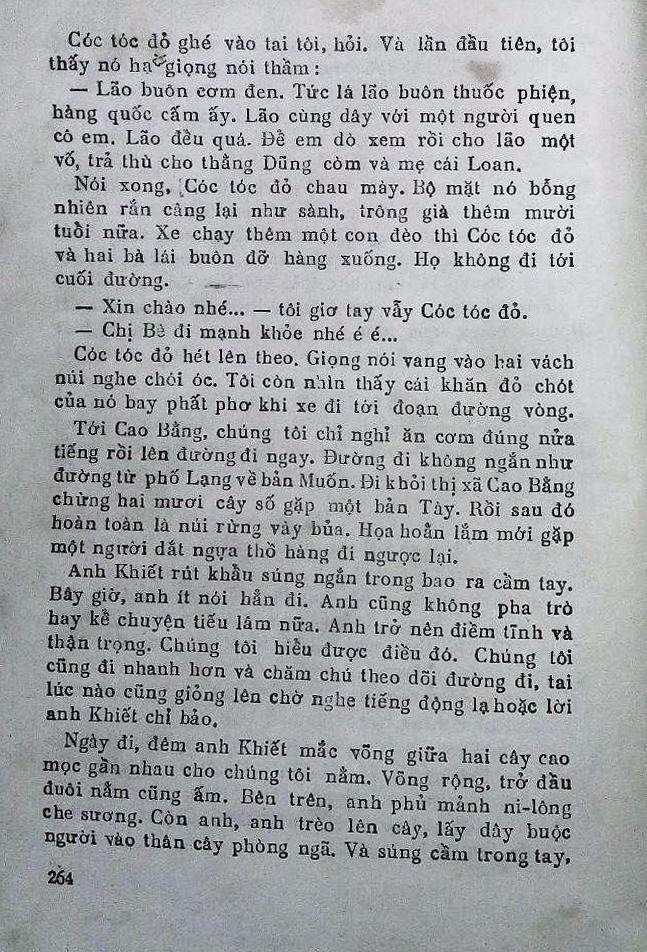 Cóc tóc đỏ ghé vào tai tôi, hỏi. Và lần đầu tiên, tôi
thấy nó hạ giọng nói thầm :
— Lão buôn cơm đen. Tức là lão buôn thuốc phiện,
hàng quốc cấm ấy. Lão cùng dây với một người quen
cô em. Lão đều quá. Để em dò xem rồi cho lão một
vố, trả thù cho thằng Dũng còm và mẹ cái Loan.
Nói xong, Cóc tóc đỏ chau mày. Bộ mặt nó bỗng
nhiên rắn câng lại như sành, trông già thêm mười
tuổi nữa. Xe chạy thêm một con đèo thì Cóc tóc đỏ
và hai bà lái buôn dỡ hàng xuống. Họ không đi tới
cuối đường.
— Xin chào nhé... — tôi giơ tay vẫy Cóc tóc đỏ.
— Chị Bè đi mạnh khỏe nhé é é...
Cóc tóc đỏ hét lên theo. Giọng nói vang vào hai vách
núi nghe chói óc. Tôi còn nhìn thấy cái khăn đỏ chót
của nó bay phất phơ khi xe đi tới đoạn đường vòng.
Tới Cao Bằng, chúng tôi chỉ nghỉ ăn cơm đúng nửa
tiếng rồi lên đường đi ngay. Đường đi không ngắn như
đường từ phố Lạng về bản Muốn. Đi khỏi thị xã Cao Bằng
chừng hai mươi cây số gặp một bản Tày. Rồi sau đó
hoàn toàn là núi rừng vây bủa. Họa hoằn lắm mới gặp
một người dắt ngựa thồ hàng đi ngược lại.
Anh Khiết rút khẩu súng ngắn trong bao ra cầm tay.
Bây giờ, anh ít nói hẳn đi. Anh cũng không pha trò
hay kể chuyện tiếu lâm nữa. Anh trở nên điềm tĩnh và
thận trọng. Chúng tôi hiểu được điều đó. Chúng tôi
cũng đi nhanh hơn và chăm chú theo dõi đường đi, tai
lúc nào cũng giỏng lên chờ nghe tiếng động lạ hoặc lời
anh Khiết chỉ bảo.
Ngày đi, đêm anh Khiết mắc võng giữa hai cây cao
mọc gần nhau cho chúng tôi nằm. Võng rộng, trở đầu
đuôi nằm cũng ấm. Bên trên, anh phủ mảnh ni-lông
che sương. Còn anh, anh trèo lên cây, lấy dây buộc
người vào thân cây phòng ngã. Và súng cầm trong tay,
264